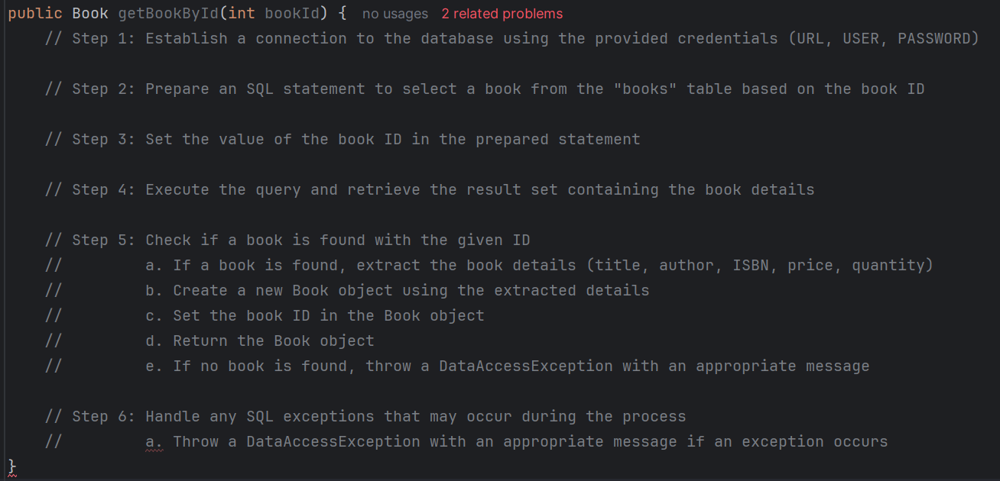 public Book getBookById(int bookId) { no usages 2 related problems
// Step 1: Establish a connection to the database using the provided credentials (URL, USER, PASSWORD)
// Step 2: Prepare an SQL statement to select a book from the "books" table based on the book ID
// Step 3: Set the value of the book ID in the prepared statement
// Step 4: Execute the query and retrieve the result set containing the book details
// Step 5: Check if a book is found with the given ID
// a. If a book is found, extract the book details (title, author, ISBN, price, quantity)
// b. Create a new Book object using the extracted details
// c. Set the book ID in the Book object
// d. Return the Book object
// e. If no book is found, throw a DataAccessException with an appropriate message
// Step 6: Handle any SQL exceptions that may occur during the process
// a. Throw a DataAccessException with an appropriate message if an exception occurs
}